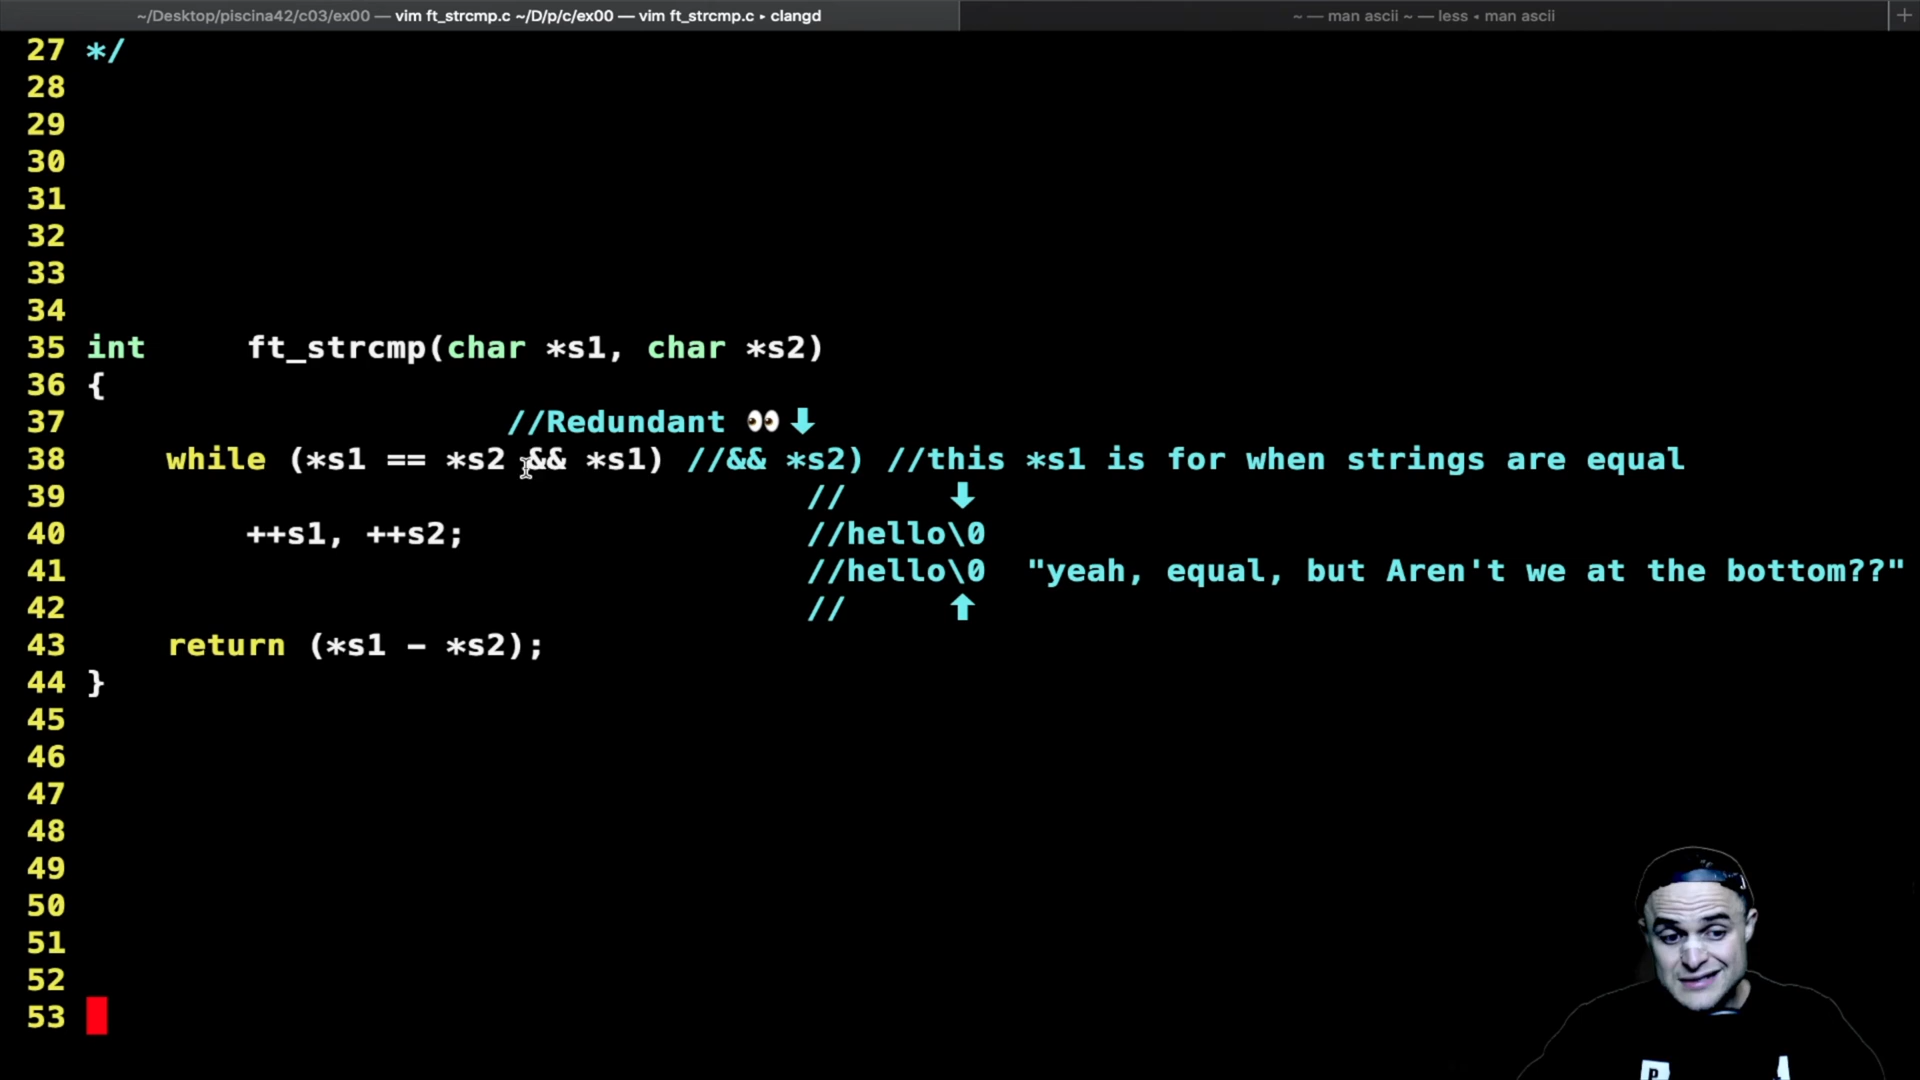 ~/Desktop/piscina42/c03/ex00 — vim ft_strcmp.c ~/D/p/c/ex00 — vim ft_strcmp.c ▸ clangd
~ — man ascii ~ — less ◂ man ascii
27 */
28
29
30
31
32
33
34
35 int     ft_strcmp(char *s1, char *s2)
36 {
37                      //Redundant 👀⬇
38     while (*s1 == *s2 && *s1) //&& *s2) //this *s1 is for when strings are equal
39                                     //     ⬇
40         ++s1, ++s2;                 //hello\0
41                                     //hello\0  "yeah, equal, but Aren't we at the bottom??"
42                                     //     ⬆
43     return (*s1 - *s2);
44 }
45
46
47
48
49
50
51
52
53
P